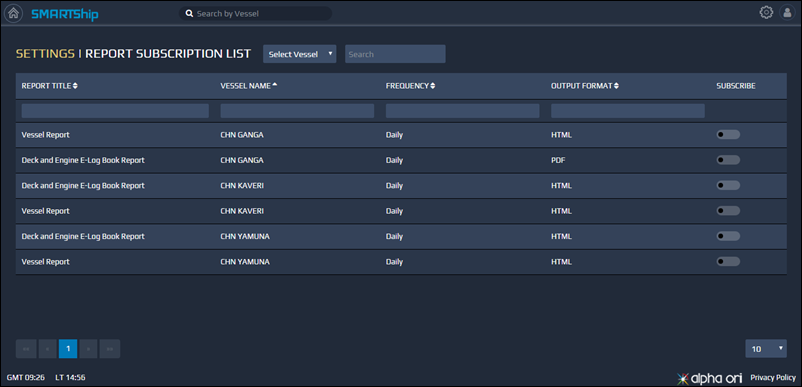 SMARTShip
Search by Vessel
SETTINGS | REPORT SUBSCRIPTION LIST
Select Vessel
Search
REPORT TITLE VESSEL NAME FREQUENCY OUTPUT FORMAT SUBSCRIBE
Vessel Report CHN GANGA Daily HTML
Deck and Engine E-Log Book Report CHN GANGA Daily PDF
Deck and Engine E-Log Book Report CHN KAVERI Daily HTML
Vessel Report CHN KAVERI Daily HTML
Deck and Engine E-Log Book Report CHN YAMUNA Daily HTML
Vessel Report CHN YAMUNA Daily HTML
1
10
GMT 09:26 LT 14:56
alpha ori Privacy Policy